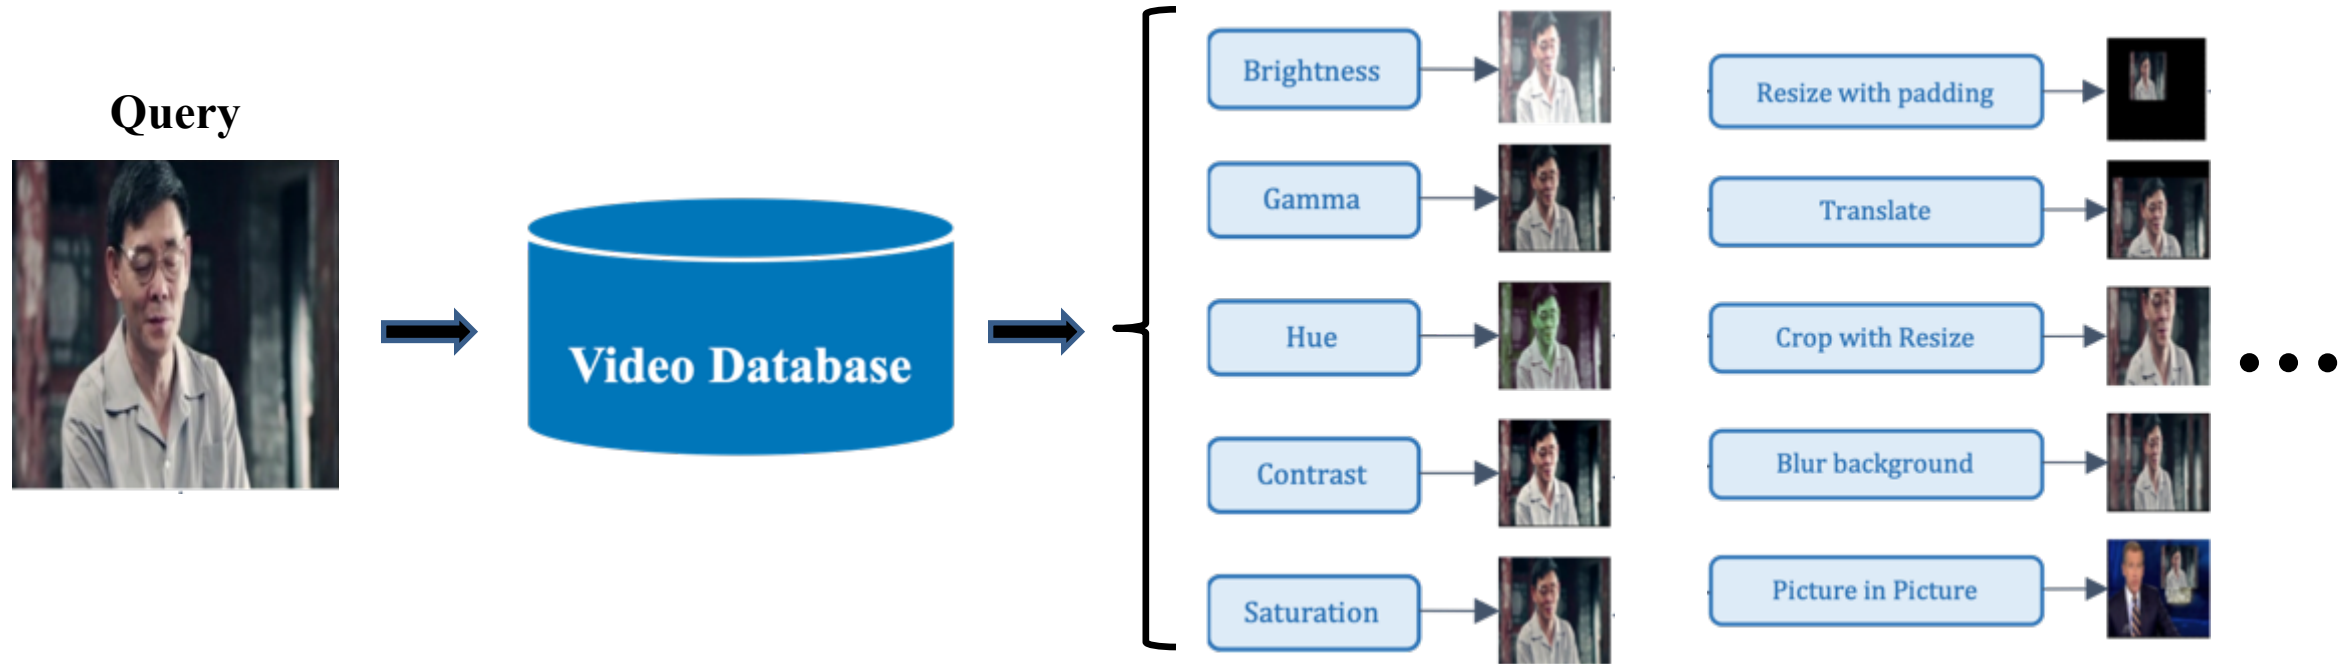 Query
Video Database
Brightness
Gamma
Hue
Contrast
Saturation
Resize with padding
Translate
Crop with Resize
Blur background
Picture in Picture